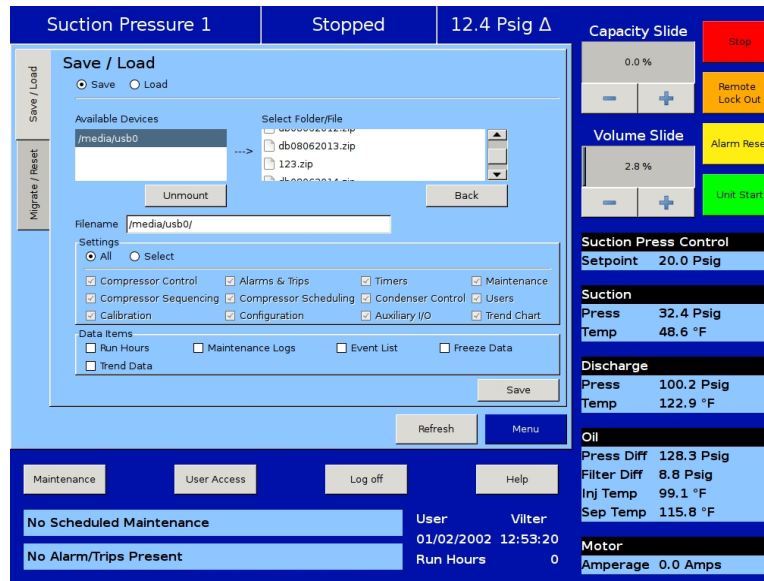 Suction Pressure 1
Stopped
12.4 Psig Δ
Save / Load
Migrate / Reset
Save / Load
Save
Load
Available Devices
/media/usb0
--->
Select Folder/File
db08062012.zip
db08062013.zip
123.zip
db08062014.zip
Unmount
Back
Filename /media/usb0/
Settings
All
Select
Compressor Control
Alarms & Trips
Timers
Maintenance
Compressor Sequencing
Compressor Scheduling
Condenser Control
Users
Calibration
Configuration
Auxiliary I/O
Trend Chart
Data Items
Run Hours
Maintenance Logs
Event List
Freeze Data
Trend Data
Save
Refresh
Menu
Maintenance
User Access
Log off
Help
No Scheduled Maintenance
No Alarm/Trips Present
User Vilter
01/02/2002 12:53:20
Run Hours 0
Capacity Slide
0.0 %
Volume Slide
2.8 %
Stop
Remote
Lock Out
Alarm Rese
Unit Start
Suction Press Control
Setpoint 20.0 Psig
Suction
Press 32.4 Psig
Temp 48.6 °F
Discharge
Press 100.2 Psig
Temp 122.9 °F
Oil
Press Diff 128.3 Psig
Filter Diff 8.8 Psig
Inj Temp 99.1 °F
Sep Temp 115.8 °F
Motor
Amperage 0.0 Amps